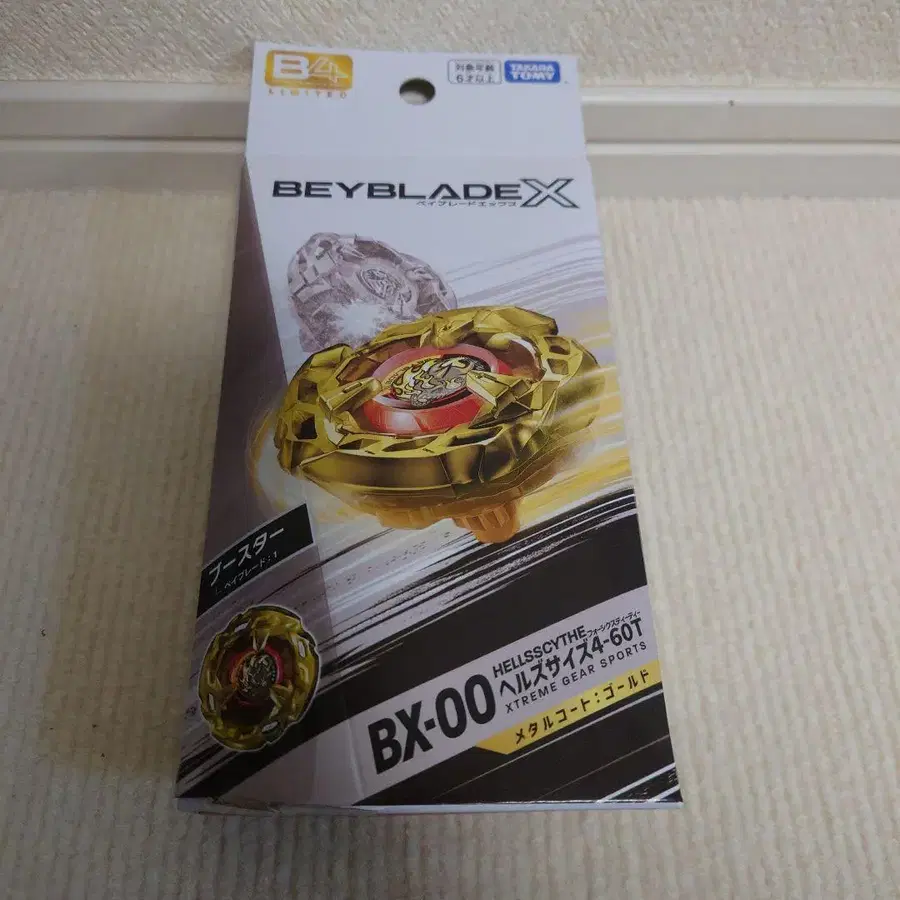 B4
LIMITED
対象年齢
6才以上
TAKARA
TOMY
BEYBLADE X
ベイブレードエックス
ブースター
ベイブレード:1
HELLSSCYTHE
フォーシックスティーティー
BX-00 ヘルズサイズ4-60T
XTREME GEAR SPORTS
メタルコート:ゴールド